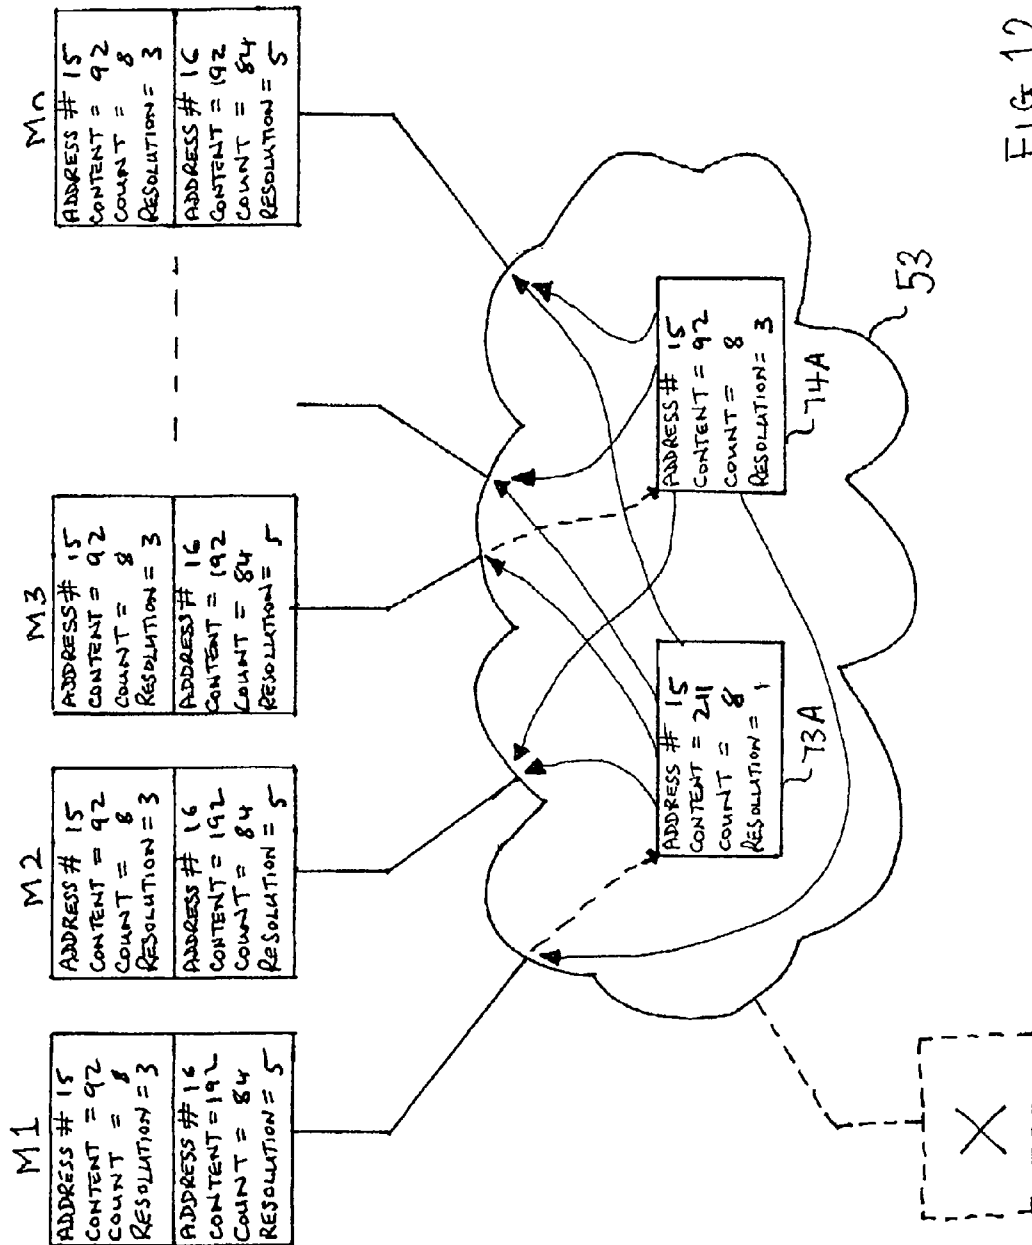 M1
ADDRESS # 15
CONTENT = 92
COUNT = 8
RESOLUTION = 3
ADDRESS # 16
CONTENT = 192
COUNT = 84
RESOLUTION = 5
M2
ADDRESS # 15
CONTENT = 92
COUNT = 8
RESOLUTION = 3
ADDRESS # 16
CONTENT = 192
COUNT = 84
RESOLUTION = 5
M3
ADDRESS # 15
CONTENT = 92
COUNT = 8
RESOLUTION = 3
ADDRESS # 16
CONTENT = 192
COUNT = 84
RESOLUTION = 5
Mn
ADDRESS # 15
CONTENT = 92
COUNT = 8
RESOLUTION = 3
ADDRESS # 16
CONTENT = 192
COUNT = 84
RESOLUTION = 5
ADDRESS # 15
CONTENT = 211
COUNT = 8
RESOLUTION = 1
73A
ADDRESS # 15
CONTENT = 92
COUNT = 8
RESOLUTION = 3
74A
53
X
FIG 12